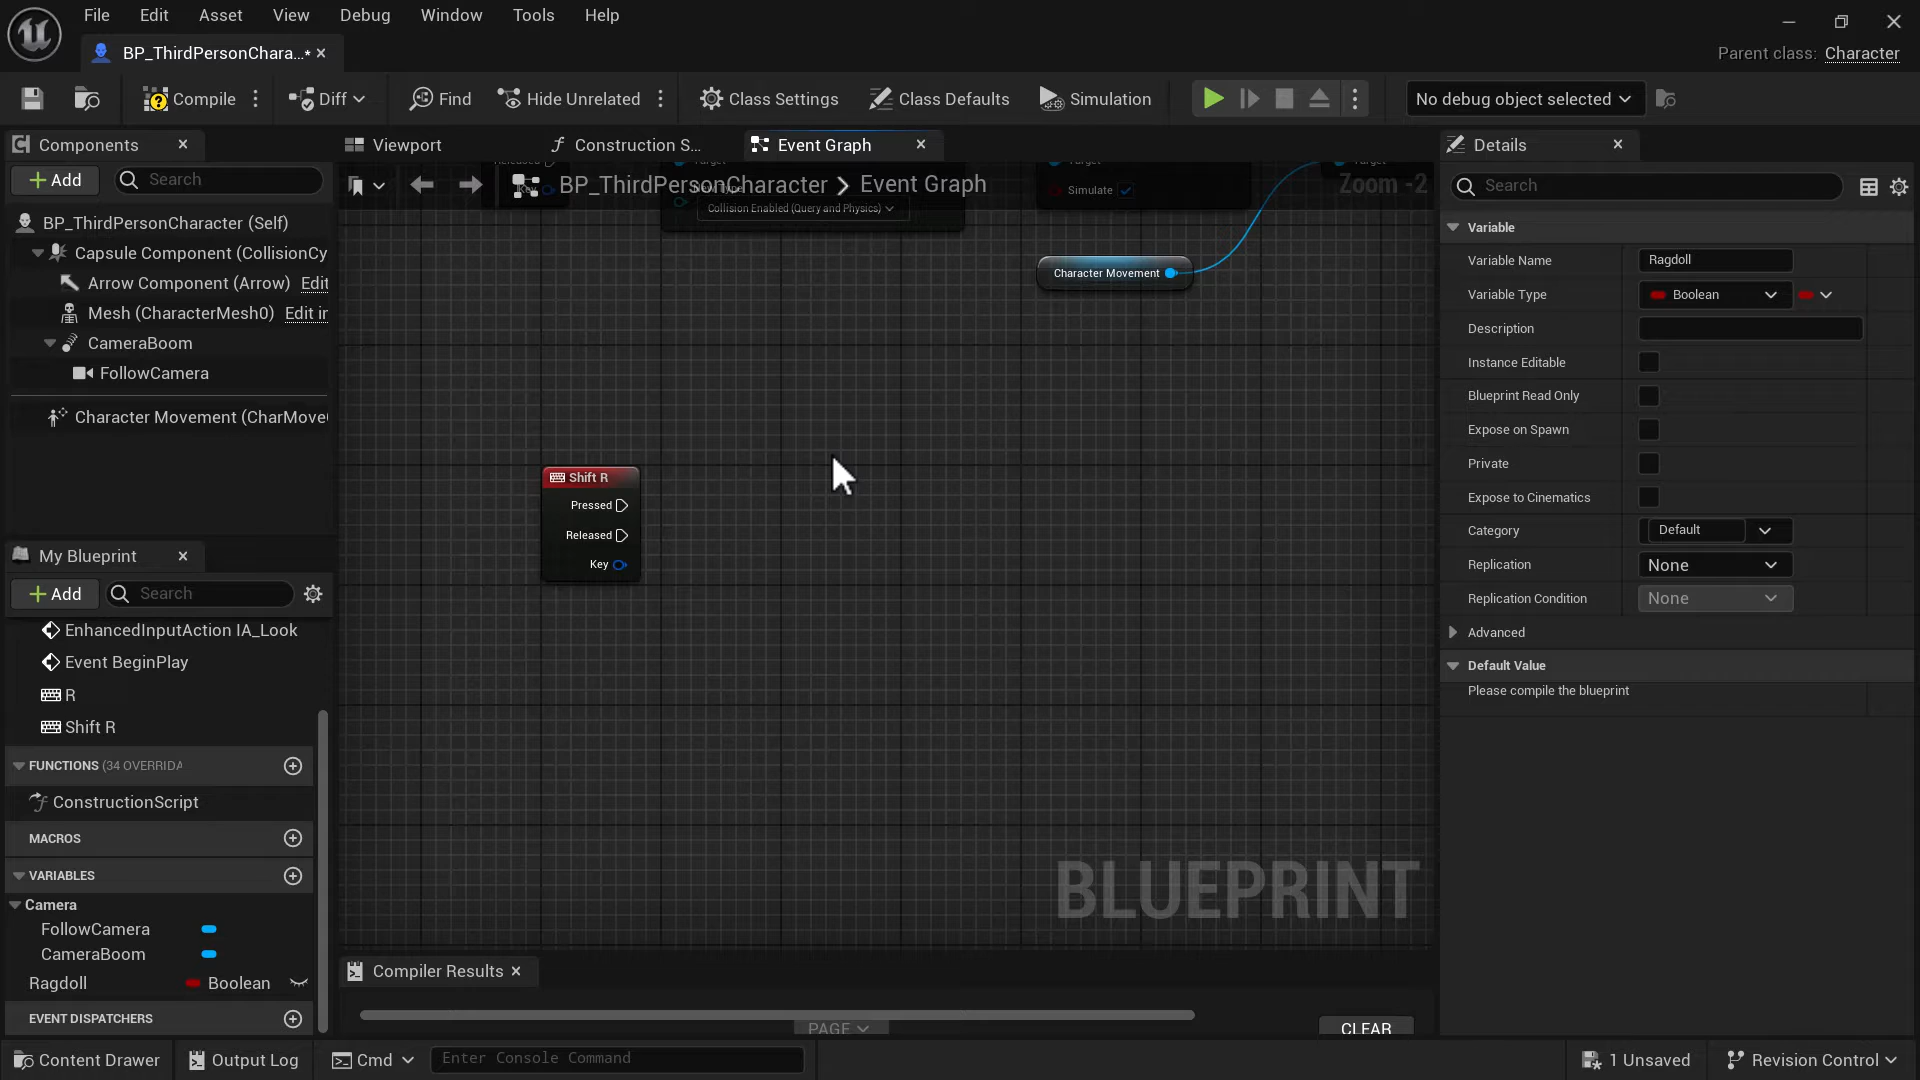 File Edit Asset View Debug Window Tools Help
BP_ThirdPersonChara...*
Parent class: Character
Compile Diff Find Hide Unrelated Class Settings Class Defaults Simulation No debug object selected
Components
Viewport Construction S... Event Graph Details
Add Search
BP_ThirdPersonCharacter Event Graph
Zoom -2
Search
BP_ThirdPersonCharacter (Self)
Capsule Component (CollisionCy
Arrow Component (Arrow) Edit
Mesh (CharacterMesh0) Edit in
CameraBoom
FollowCamera
Character Movement (CharMove
Simulate
Collision Enabled (Query and Physics)
Character Movement
Shift R
Pressed
Released
Key
BLUEPRINT
Variable
Variable Name Ragdoll
Variable Type Boolean
Description
Instance Editable
Blueprint Read Only
Expose on Spawn
Private
Expose to Cinematics
Category Default
Replication None
Replication Condition None
Advanced
Default Value
Please compile the blueprint
My Blueprint
Add Search
EnhancedInputAction IA_Look
Event BeginPlay
R
Shift R
FUNCTIONS (34 OVERRIDA
ConstructionScript
MACROS
VARIABLES
Camera
FollowCamera
CameraBoom
Ragdoll Boolean
EVENT DISPATCHERS
Compiler Results
PAGE CLEAR
Content Drawer Output Log Cmd Enter Console Command 1 Unsaved Revision Control